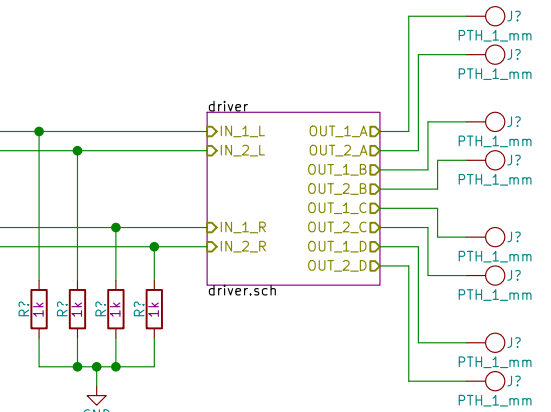 J?
PTH_1_mm
J?
PTH_1_mm
driver
IN_1_L
OUT_1_A
IN_2_L
OUT_2_A
J?
PTH_1_mm
OUT_1_B
J?
PTH_1_mm
OUT_2_B
OUT_1_C
IN_1_R
OUT_2_C
J?
PTH_1_mm
IN_2_R
OUT_1_D
OUT_2_D
J?
PTH_1_mm
driver.sch
R?
1k
R?
1k
R?
1k
R?
1k
J?
PTH_1_mm
J?
PTH_1_mm
GND